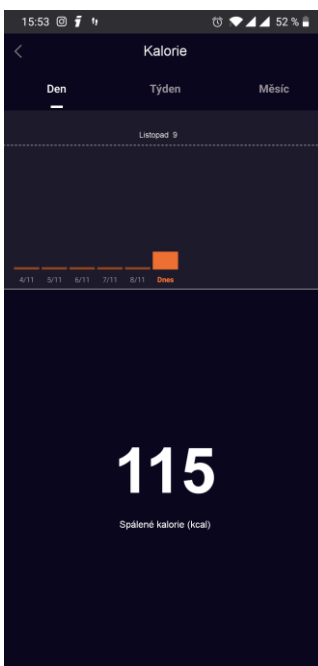 15:53 52 %
Kalorie
Den Týden Měsíc
Listopad 9
4/11 5/11 6/11 7/11 8/11 Dnes
115
Spálené kalorie (kcal)